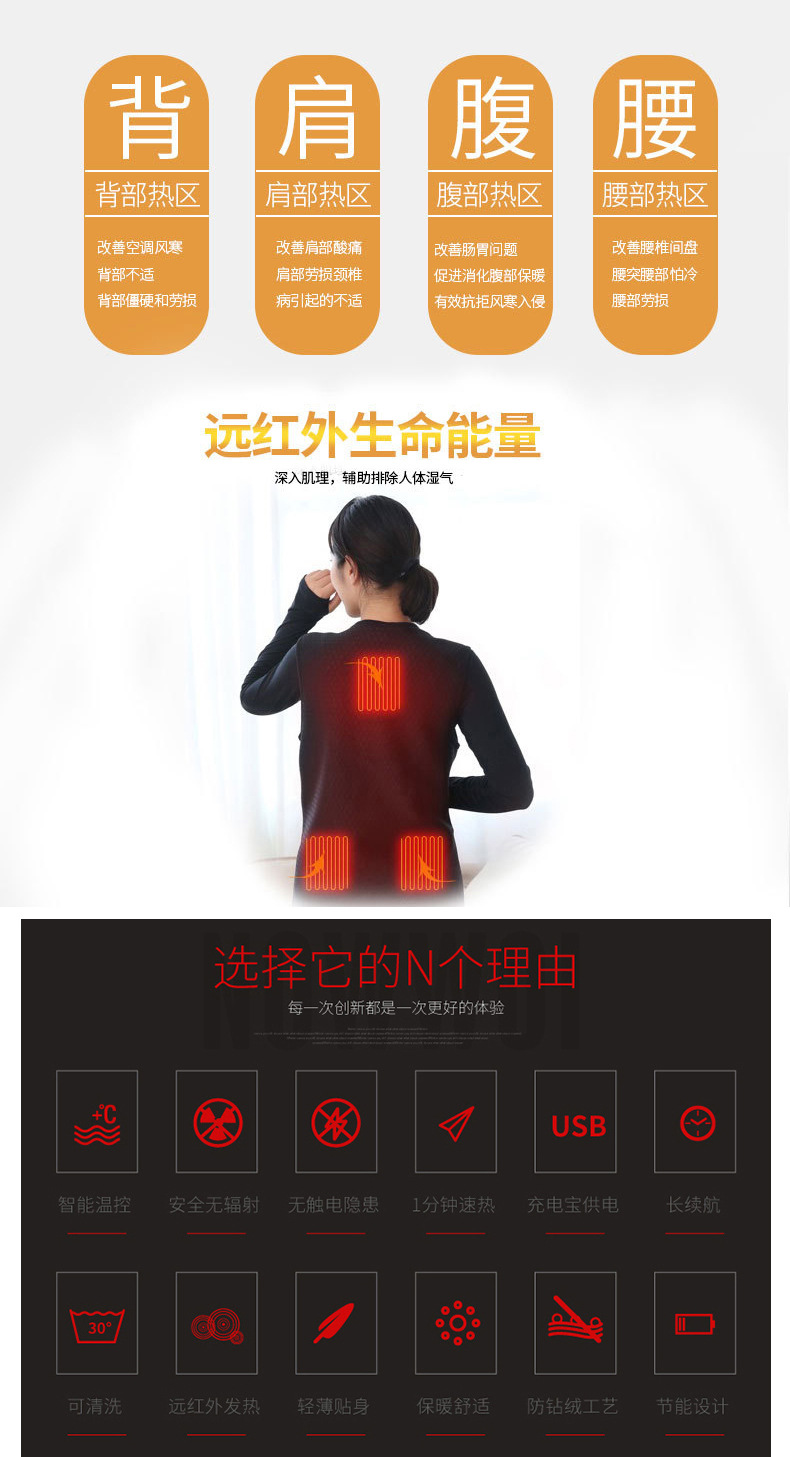 背
背部热区
改善空调风寒
背部不适
背部僵硬和劳损
肩
肩部热区
改善肩部酸痛
肩部劳损颈椎
病引起的不适
腹
腹部热区
改善肠胃问题
促进消化腹部保暖
有效抗拒风寒入侵
腰
腰部热区
改善腰椎间盘
腰突腰部怕冷
腰部劳损
远红外生命能量
深入肌理，辅助排除人体湿气
选择它的N个理由
每一次创新都是一次更好的体验
+℃
USB
智能温控
安全无辐射
无触电隐患
1分钟速热
充电宝供电
长续航
30°
可清洗
远红外发热
轻薄贴身
保暖舒适
防钻绒工艺
节能设计